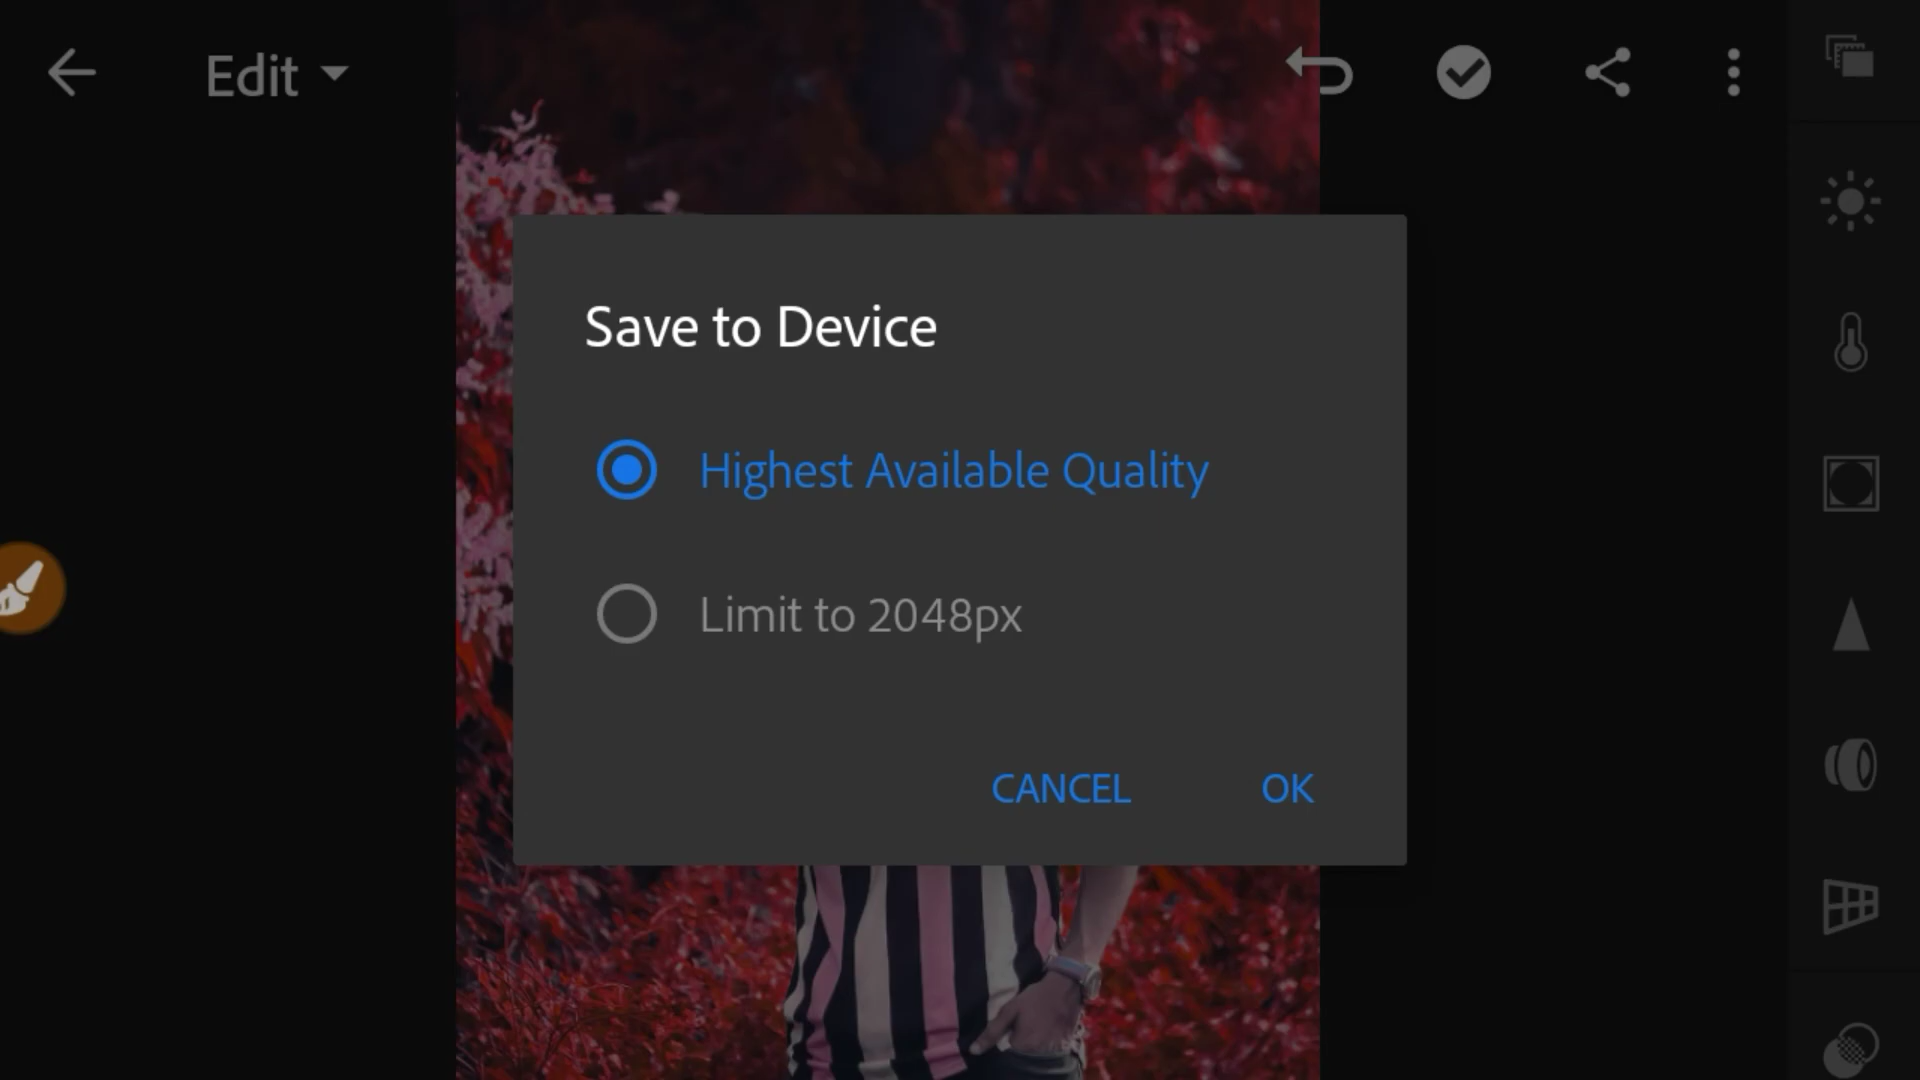 Edit
Save to Device
Highest Available Quality
Limit to 2048px
CANCEL OK